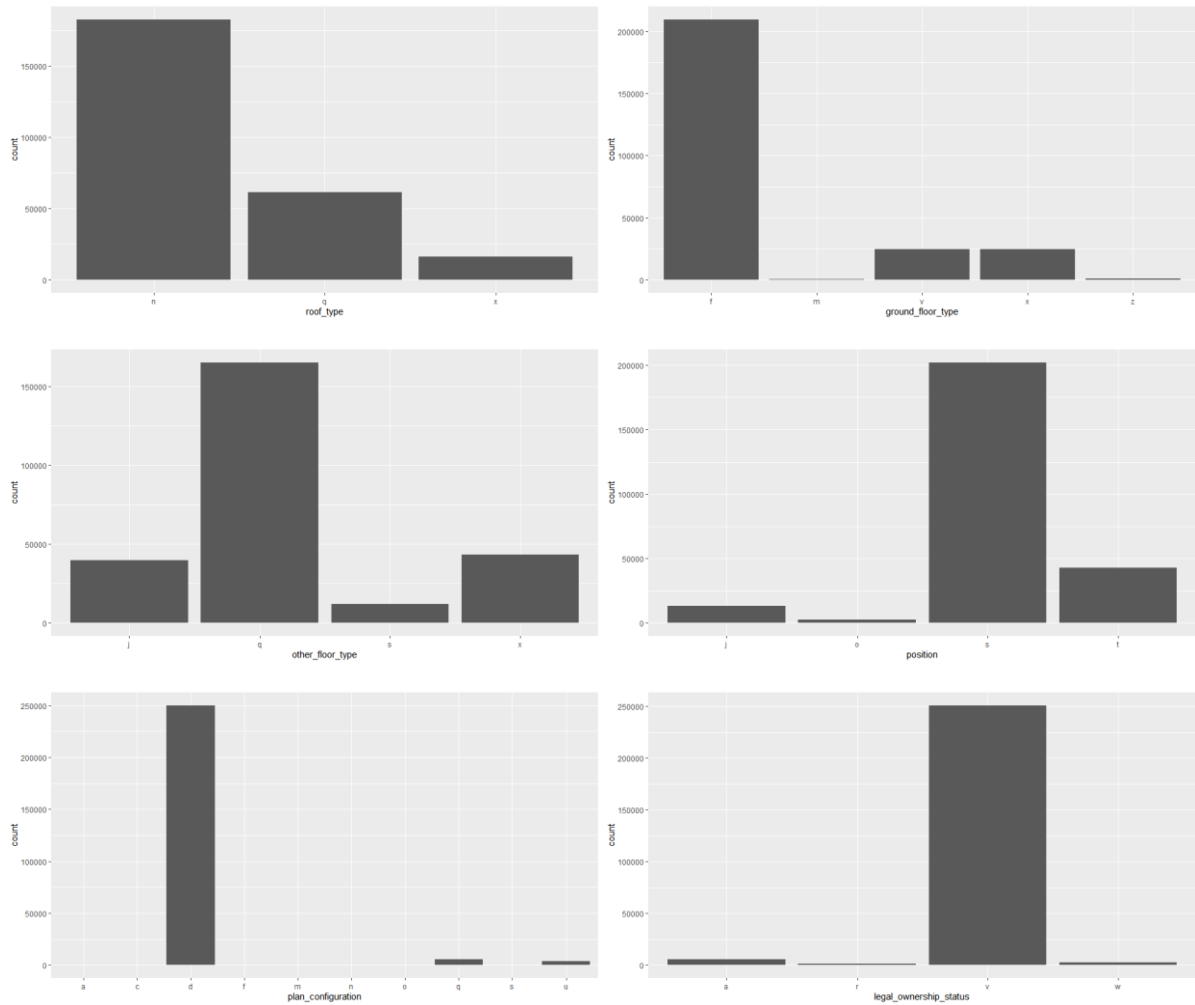 150000
100000
50000
0
count
n q x
roof_type
200000
150000
100000
50000
0
count
f m v x z
ground_floor_type
150000
100000
50000
0
count
j q s x
other_floor_type
200000
150000
100000
50000
0
count
j o s t
position
250000
200000
150000
100000
50000
0
count
a c d f m n o q s u
plan_configuration
250000
200000
150000
100000
50000
0
count
a r v w
legal_ownership_status